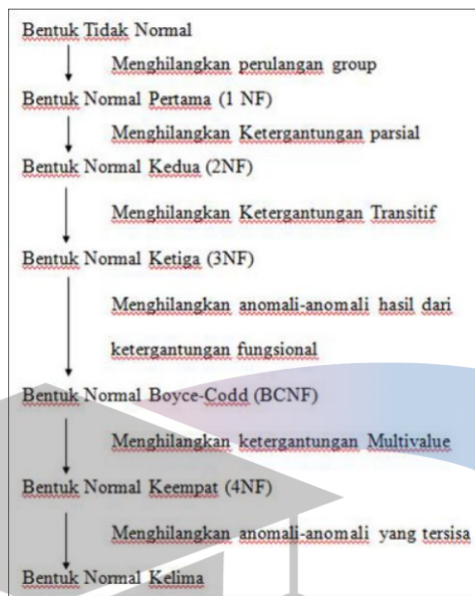 Bentuk Tidak Normal
Menghilangkan perulangan group
Bentuk Normal Pertama (1 NF)
Menghilangkan Ketergantungan parsial
Bentuk Normal Kedua (2NF)
Menghilangkan Ketergantungan Transitif
Bentuk Normal Ketiga (3NF)
Menghilangkan anomali-anomali hasil dari
ketergantungan fungsional
Bentuk Normal Boyce-Codd (BCNF)
Menghilangkan ketergantungan Multivalue
Bentuk Normal Keempat (4NF)
Menghilangkan anomali-anomali yang tersisa
Bentuk Normal Kelima